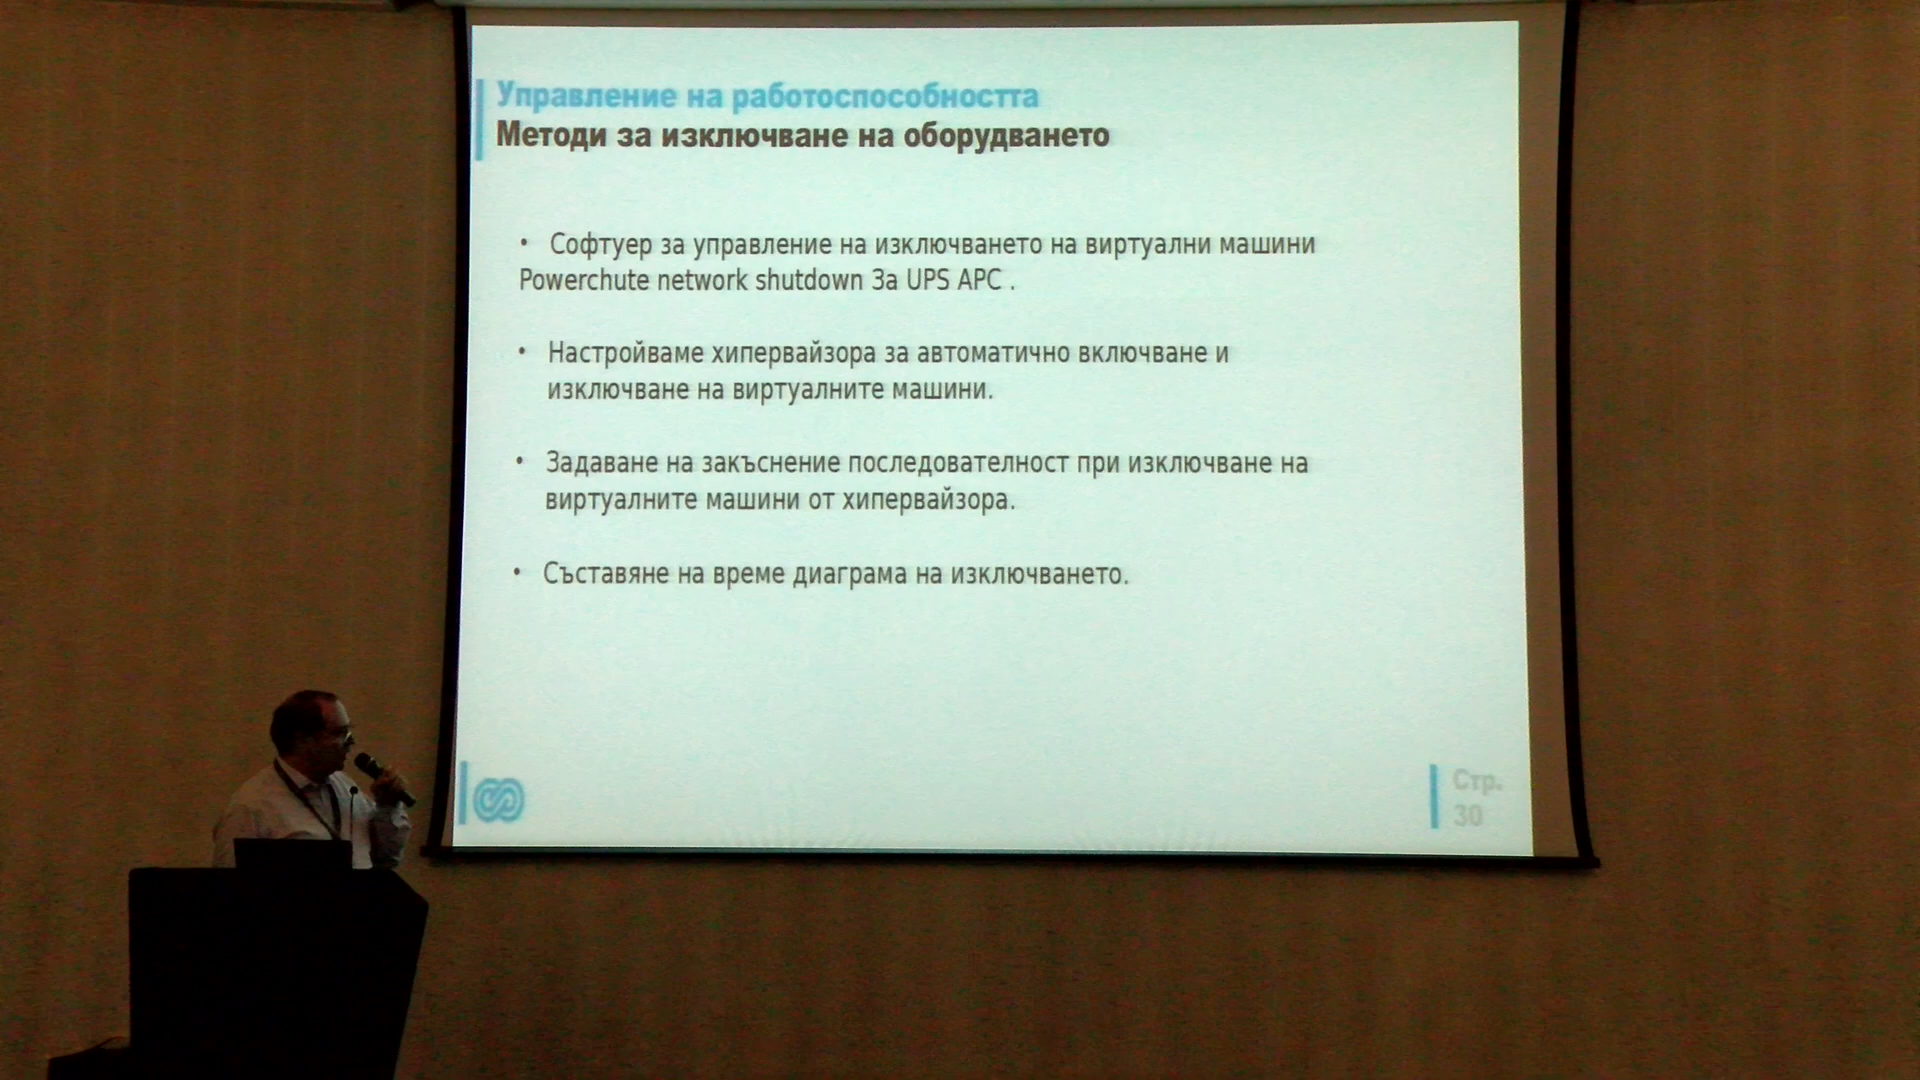 Управление на работоспособността
Методи за изключване на оборудването
• Софтуер за управление на изключването на виртуални машини
Powerchute network shutdown За UPS APC .
• Настройваме хипервайзора за автоматично включване и
изключване на виртуалните машини.
• Задаване на закъснение последователност при изключване на
виртуалните машини от хипервайзора.
• Съставяне на време диаграма на изключването.
Стр.
30